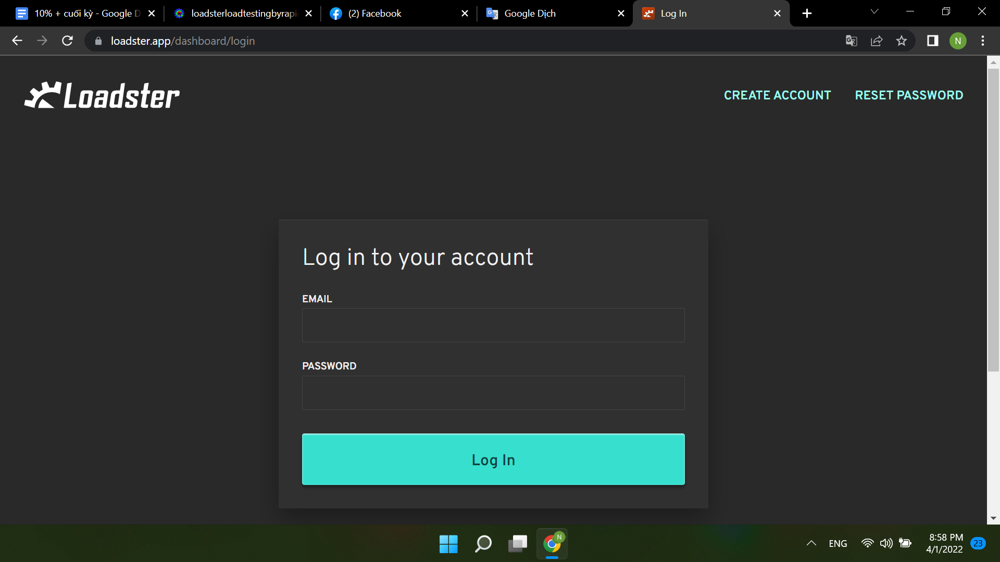 10% + cuối kỳ - Google D
loadsterloadtestingbyrapi
(2) Facebook
Google Dịch
Log In
loadster.app/dashboard/login
N
Loadster
CREATE ACCOUNT
RESET PASSWORD
Log in to your account
EMAIL
PASSWORD
Log In
N
ENG
8:58 PM
4/1/2022
23